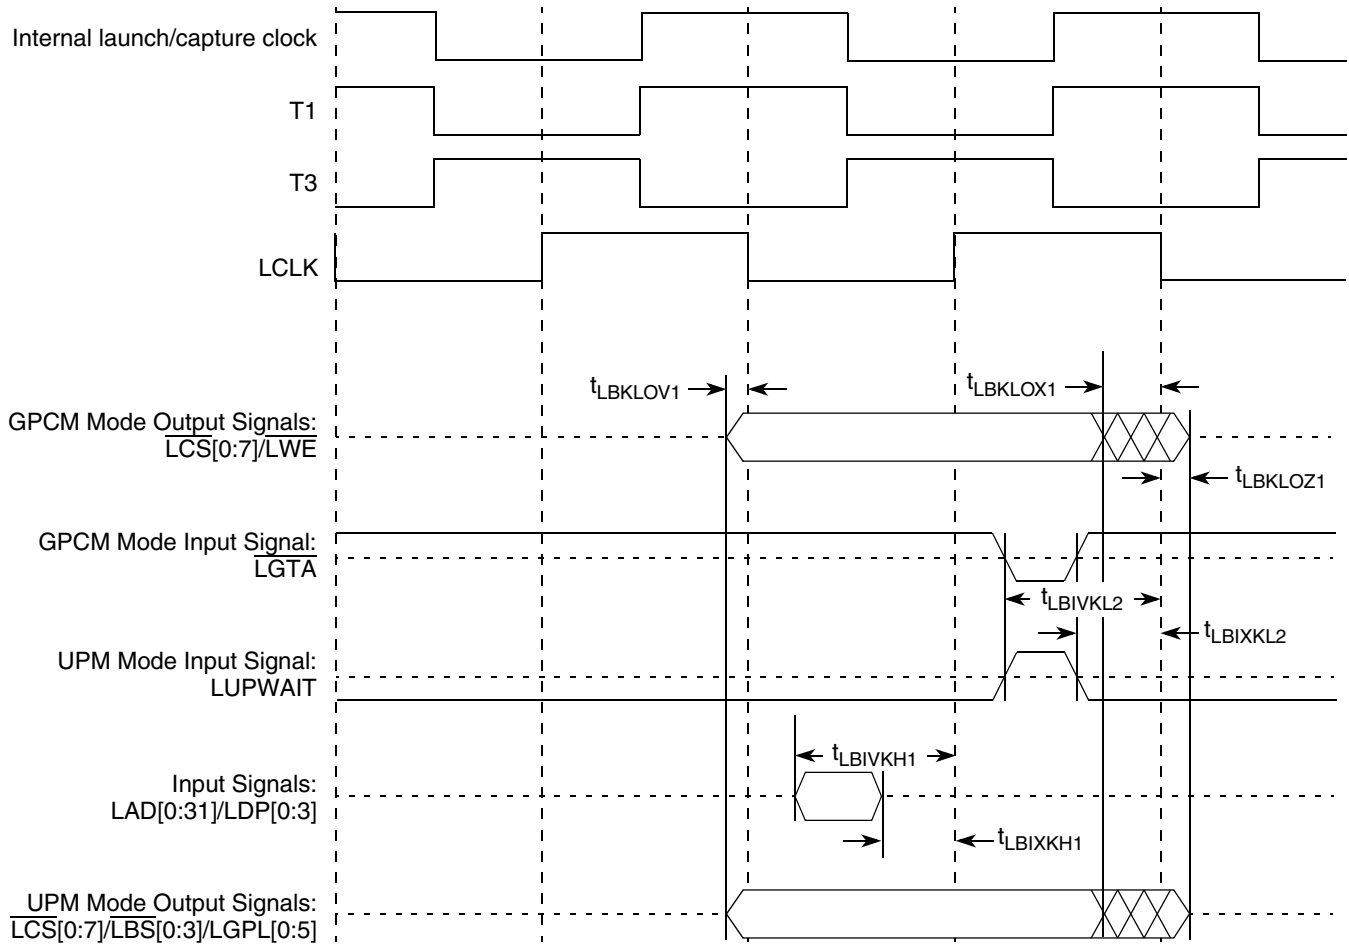 Internal launch/capture clock
T1
T3
LCLK
tLBKLOV1
tLBKLOX1
GPCM Mode Output Signals:
LCS[0:7]/LWE
tLBKLOZ1
GPCM Mode Input Signal:
LGTA
tLBIVKL2
tLBIXKL2
UPM Mode Input Signal:
LUPWAIT
tLBIVKH1
Input Signals:
LAD[0:31]/LDP[0:3]
tLBIXKH1
UPM Mode Output Signals:
LCS[0:7]/LBS[0:3]/LGPL[0:5]